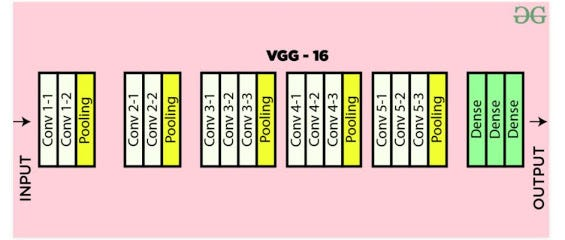 VGG - 16
INPUT
Conv 1-1
Conv 1-2
Pooling
Conv 2-1
Conv 2-2
Pooling
Conv 3-1
Conv 3-2
Conv 3-3
Pooling
Conv 4-1
Conv 4-2
Conv 4-3
Pooling
Conv 5-1
Conv 5-2
Conv 5-3
Pooling
Dense
Dense
Dense
OUTPUT